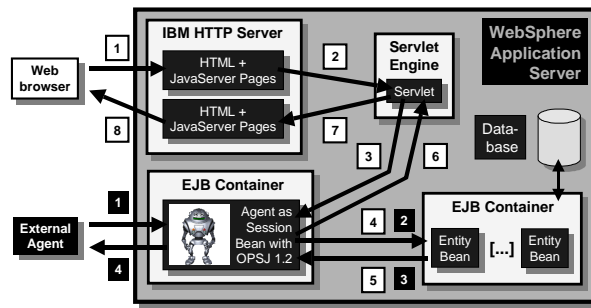 IBM HTTP Server
1
HTML +
JavaServer Pages
2
Servlet
Engine
WebSphere
Application
Server
Web
browser
HTML +
JavaServer Pages
Servlet
8
7
3
6
Data-
base
EJB Container
1
External
Agent
4
Agent as
Session
Bean with
OPSJ 1.2
4
2
5
3
EJB Container
Entity
Bean
[...]
Entity
Bean